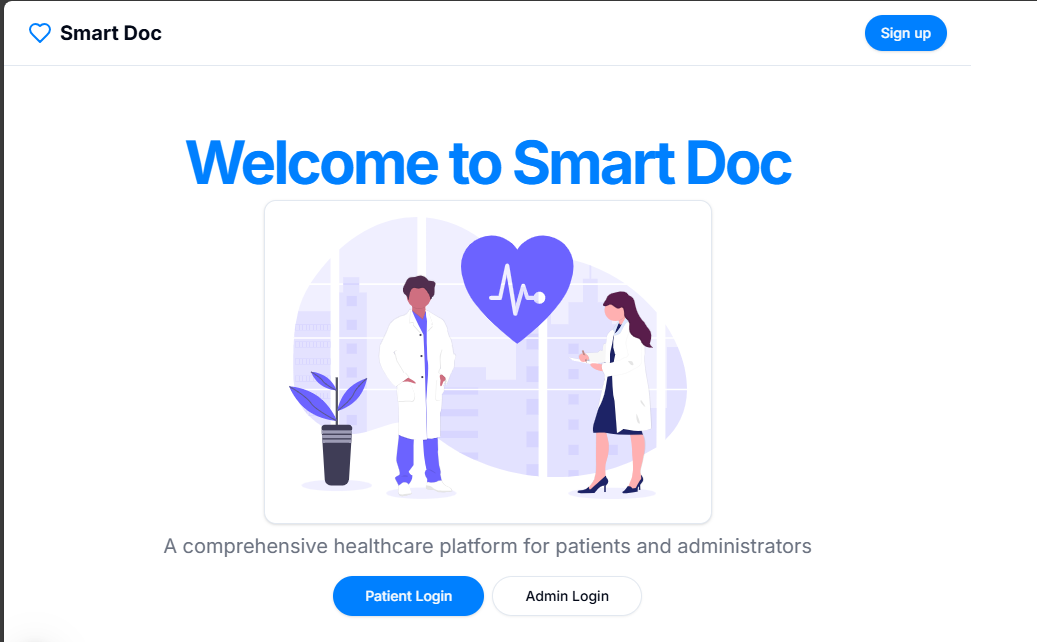 Smart Doc
Sign up
Welcome to Smart Doc
A comprehensive healthcare platform for patients and administrators
Patient Login
Admin Login